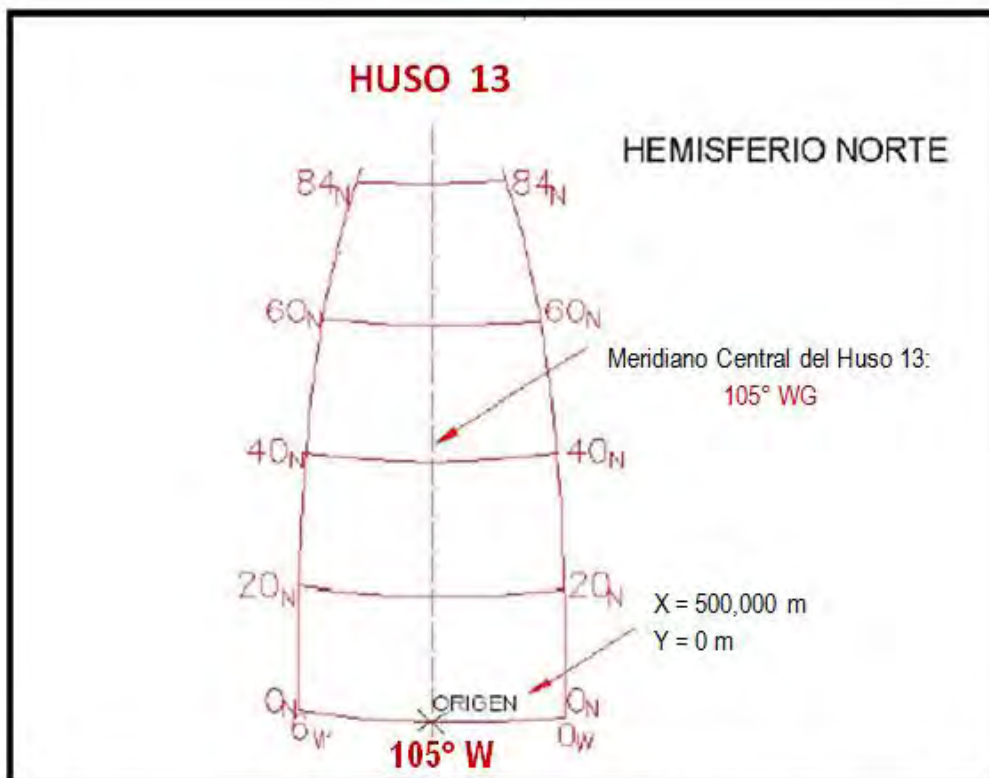 HUSO 13
HEMISFERIO NORTE
84N
84N
60N
60N
Meridiano Central del Huso 13:
105° WG
40N
40N
20N
20N
X = 500,000 m
Y = 0 m
0N
ORIGEN
0N
6W
0W
105° W